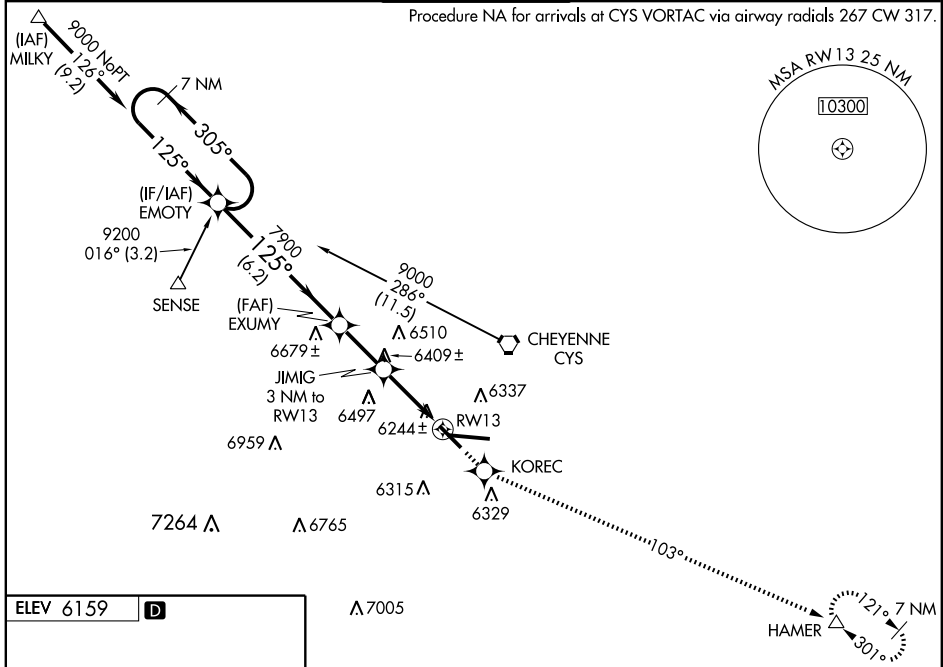 Procedure NA for arrivals at CYS VORTAC via airway radials 267 CW 317.
(IAF)
MILKY
9000 NoPT
126°
(9.2)
7 NM
305°
125°
MSA RW 13 25 NM
10300
(IF/IAF)
EMOTY
9200
016° (3.2)
SENSE
7900
125°
(6.2)
9000
286°
(11.5)
(FAF)
EXUMY
CHEYENNE
CYS
6679±
6510
6409±
JIMIG
3 NM to
RW13
6497
6337
6244±
RW13
6959
KOREC
6315
6329
7264
6765
103°
ELEV 6159 D
7005
HAMER
121°
7 NM
301°